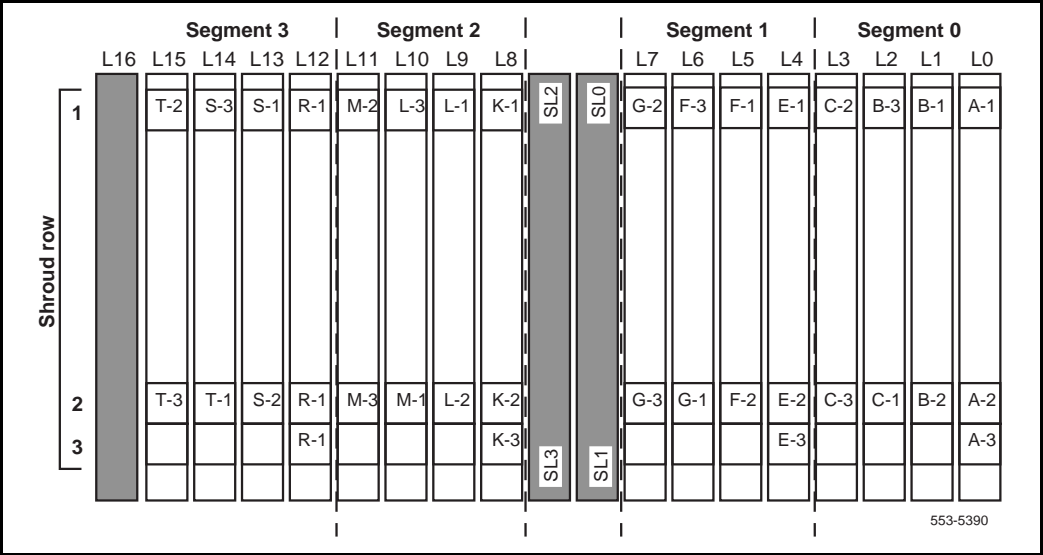 Segment 3 Segment 2 Segment 1 Segment 0
L16 L15 L14 L13 L12 L11 L10 L9 L8 L7 L6 L5 L4 L3 L2 L1 L0
1 T-2 S-3 S-1 R-1 M-2 L-3 L-1 K-1 SL2 SL0 G-2 F-3 F-1 E-1 C-2 B-3 B-1 A-1
Shroud row
2 T-3 T-1 S-2 R-1 M-3 M-1 L-2 K-2 G-3 G-1 F-2 E-2 C-3 C-1 B-2 A-2
3 R-1 K-3 SL3 SL1 E-3 A-3
553-5390